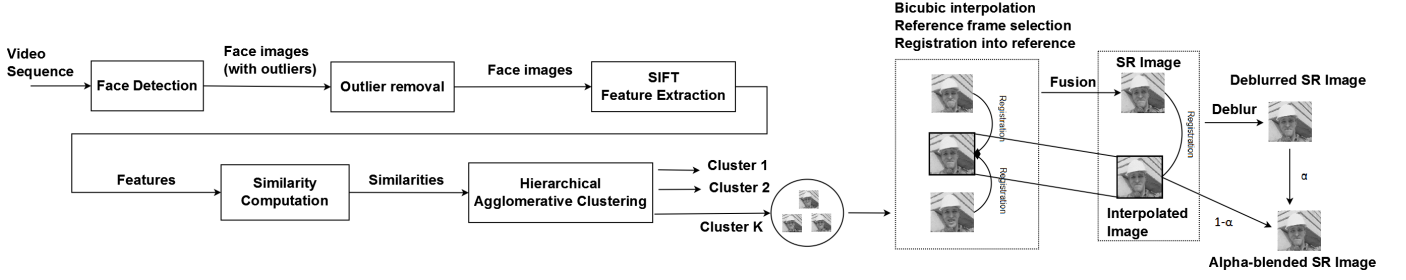 Video
Sequence
Face Detection
Face images
(with outliers)
Outlier removal
Face images
SIFT
Feature Extraction
Features
Similarity
Computation
Similarities
Hierarchical
Agglomerative Clustering
Cluster 1
Cluster 2
Cluster K
Bicubic interpolation
Reference frame selection
Registration into reference
Registration
Registration
Fusion
SR Image
Registration
Interpolated
Image
Deblur
Deblurred SR Image
α
1-α
Alpha-blended SR Image